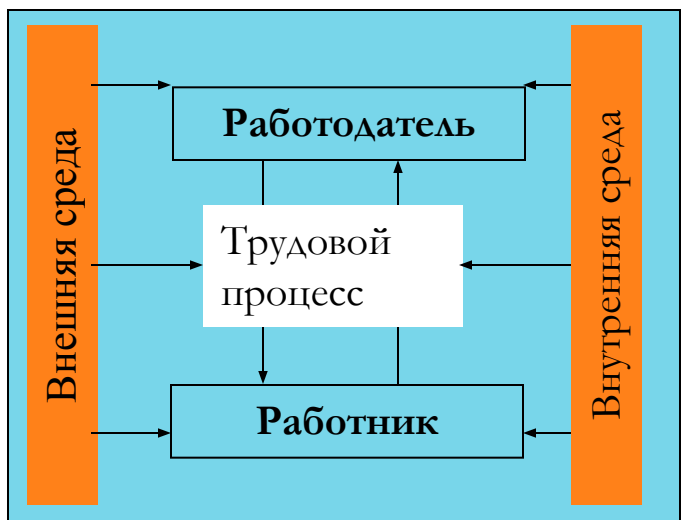 Внешняя среда
Работодатель
Трудовой
процесс
Работник
Внутренняя среда